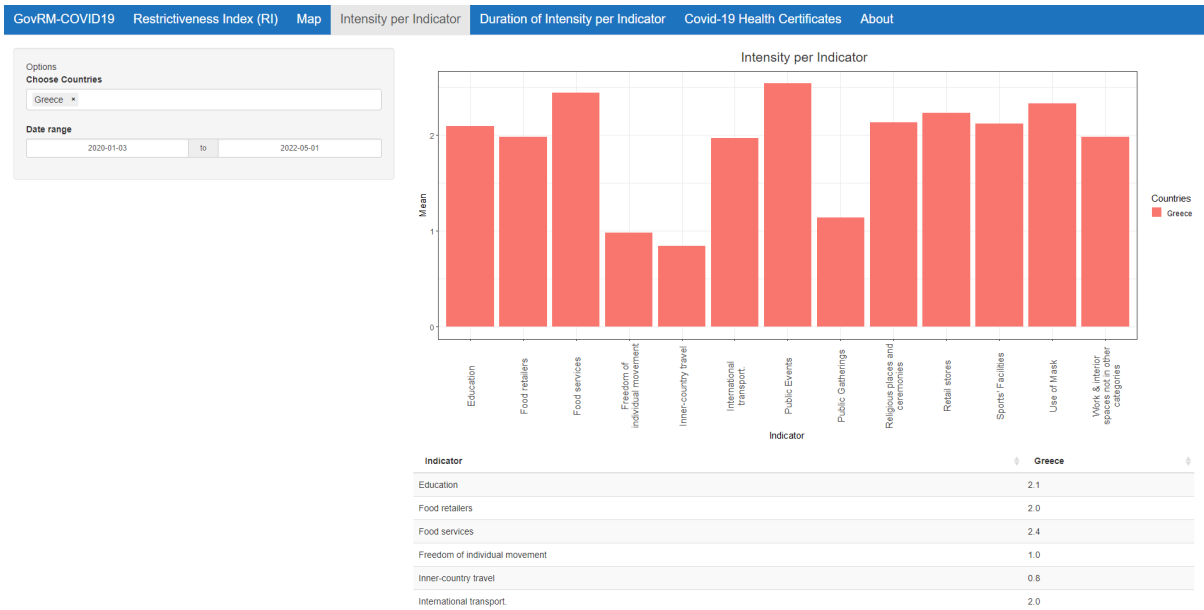 GovRM-COVID19 Restrictiveness Index (RI) Map Intensity per Indicator Duration of Intensity per Indicator Covid-19 Health Certificates About
Options
Choose Countries
Greece ×
Date range
2020-01-03 to 2022-05-01
Intensity per Indicator
Mean
2
1
0
Countries
Greece
Education
Food retailers
Food services
Freedom of
individual movement
Inner-country travel
International
transport.
Public Events
Public Gatherings
Religious places and
ceremonies
Retail stores
Sports' Facilities
Use of Mask
Work & interior
spaces not in other
categories
Indicator
Indicator Greece
Education 2.1
Food retailers 2.0
Food services 2.4
Freedom of individual movement 1.0
Inner-country travel 0.8
International transport. 2.0